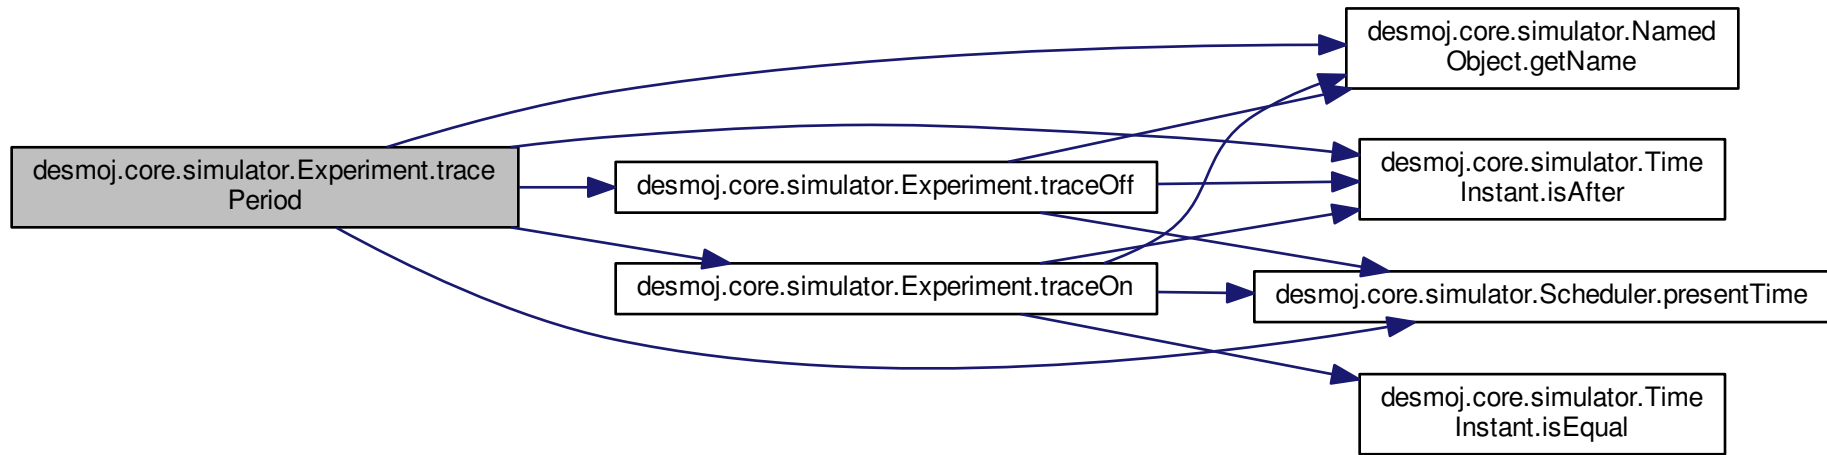 desmoj.core.simulator.Experiment.trace
Period
desmoj.core.simulator.Experiment.traceOff
desmoj.core.simulator.Experiment.traceOn
desmoj.core.simulator.Named
Object.getName
desmoj.core.simulator.Time
Instant.isAfter
desmoj.core.simulator.Scheduler.presentTime
desmoj.core.simulator.Time
Instant.isEqual